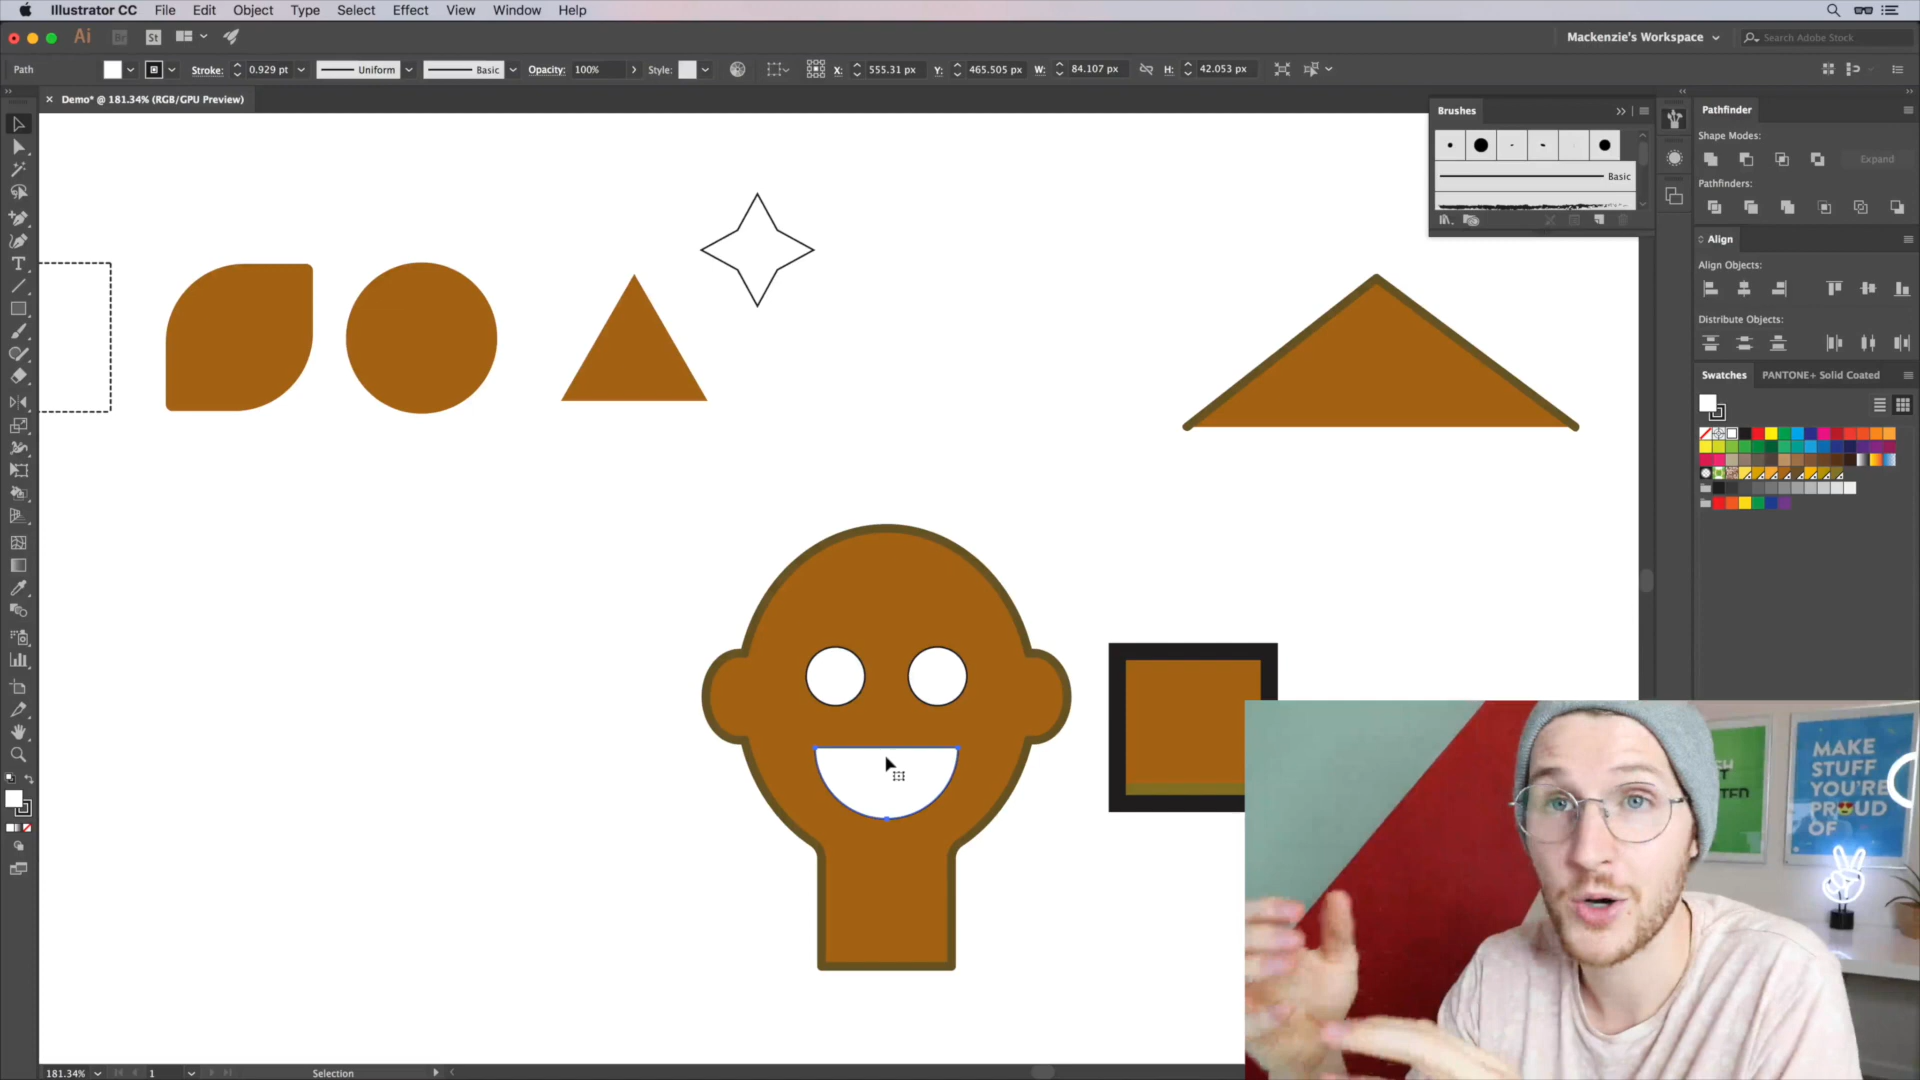 Illustrator CC File Edit Object Type Select Effect View Window Help
Ai Br St Mackenzie's Workspace Search Adobe Stock
Path Stroke: 0.929 pt Uniform Basic Opacity: 100% Style: X: 555.31 px Y: 465.505 px W: 84.107 px H: 42.053 px
Demo* @ 181.34% (RGB/GPU Preview)
Brushes
Basic
Pathfinder
Shape Modes:
Expand
Pathfinders:
Align
Align Objects:
Distribute Objects:
Swatches PANTONE+ Solid Coated
MAKE
STUFF
YOU'RE
PROUD
OF
181.34% 1 Selection